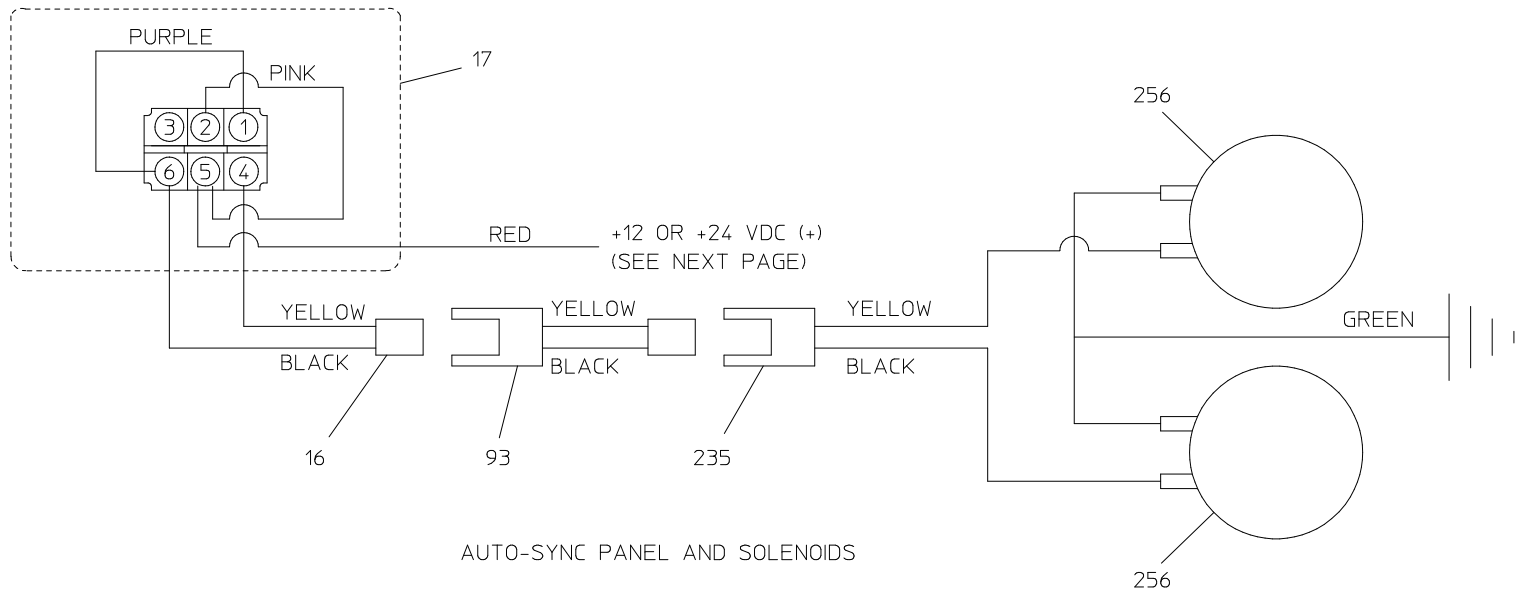 PURPLE
PINK
17
3 2 1
6 5 4
256
RED
+12 OR +24 VDC (+)
(SEE NEXT PAGE)
YELLOW
YELLOW
YELLOW
GREEN
BLACK
BLACK
BLACK
16
93
235
AUTO-SYNC PANEL AND SOLENOIDS
256